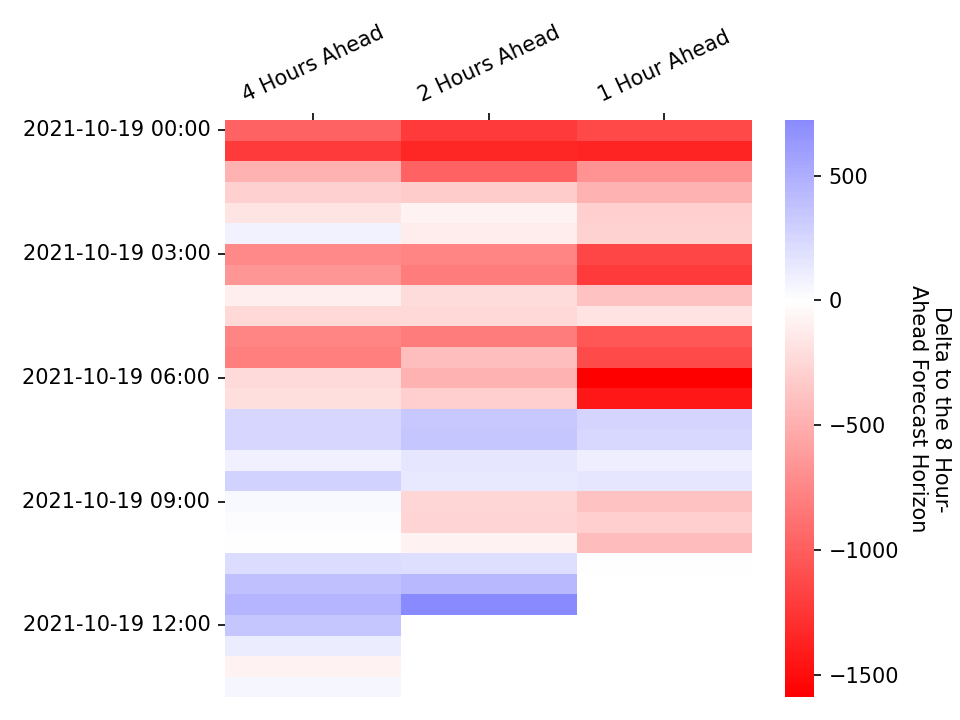 4 Hours Ahead
2 Hours Ahead
1 Hour Ahead
2021-10-19 00:00
2021-10-19 03:00
2021-10-19 06:00
2021-10-19 09:00
2021-10-19 12:00
500
0
−500
−1000
−1500
Delta to the 8 Hour-
Ahead Forecast Horizon